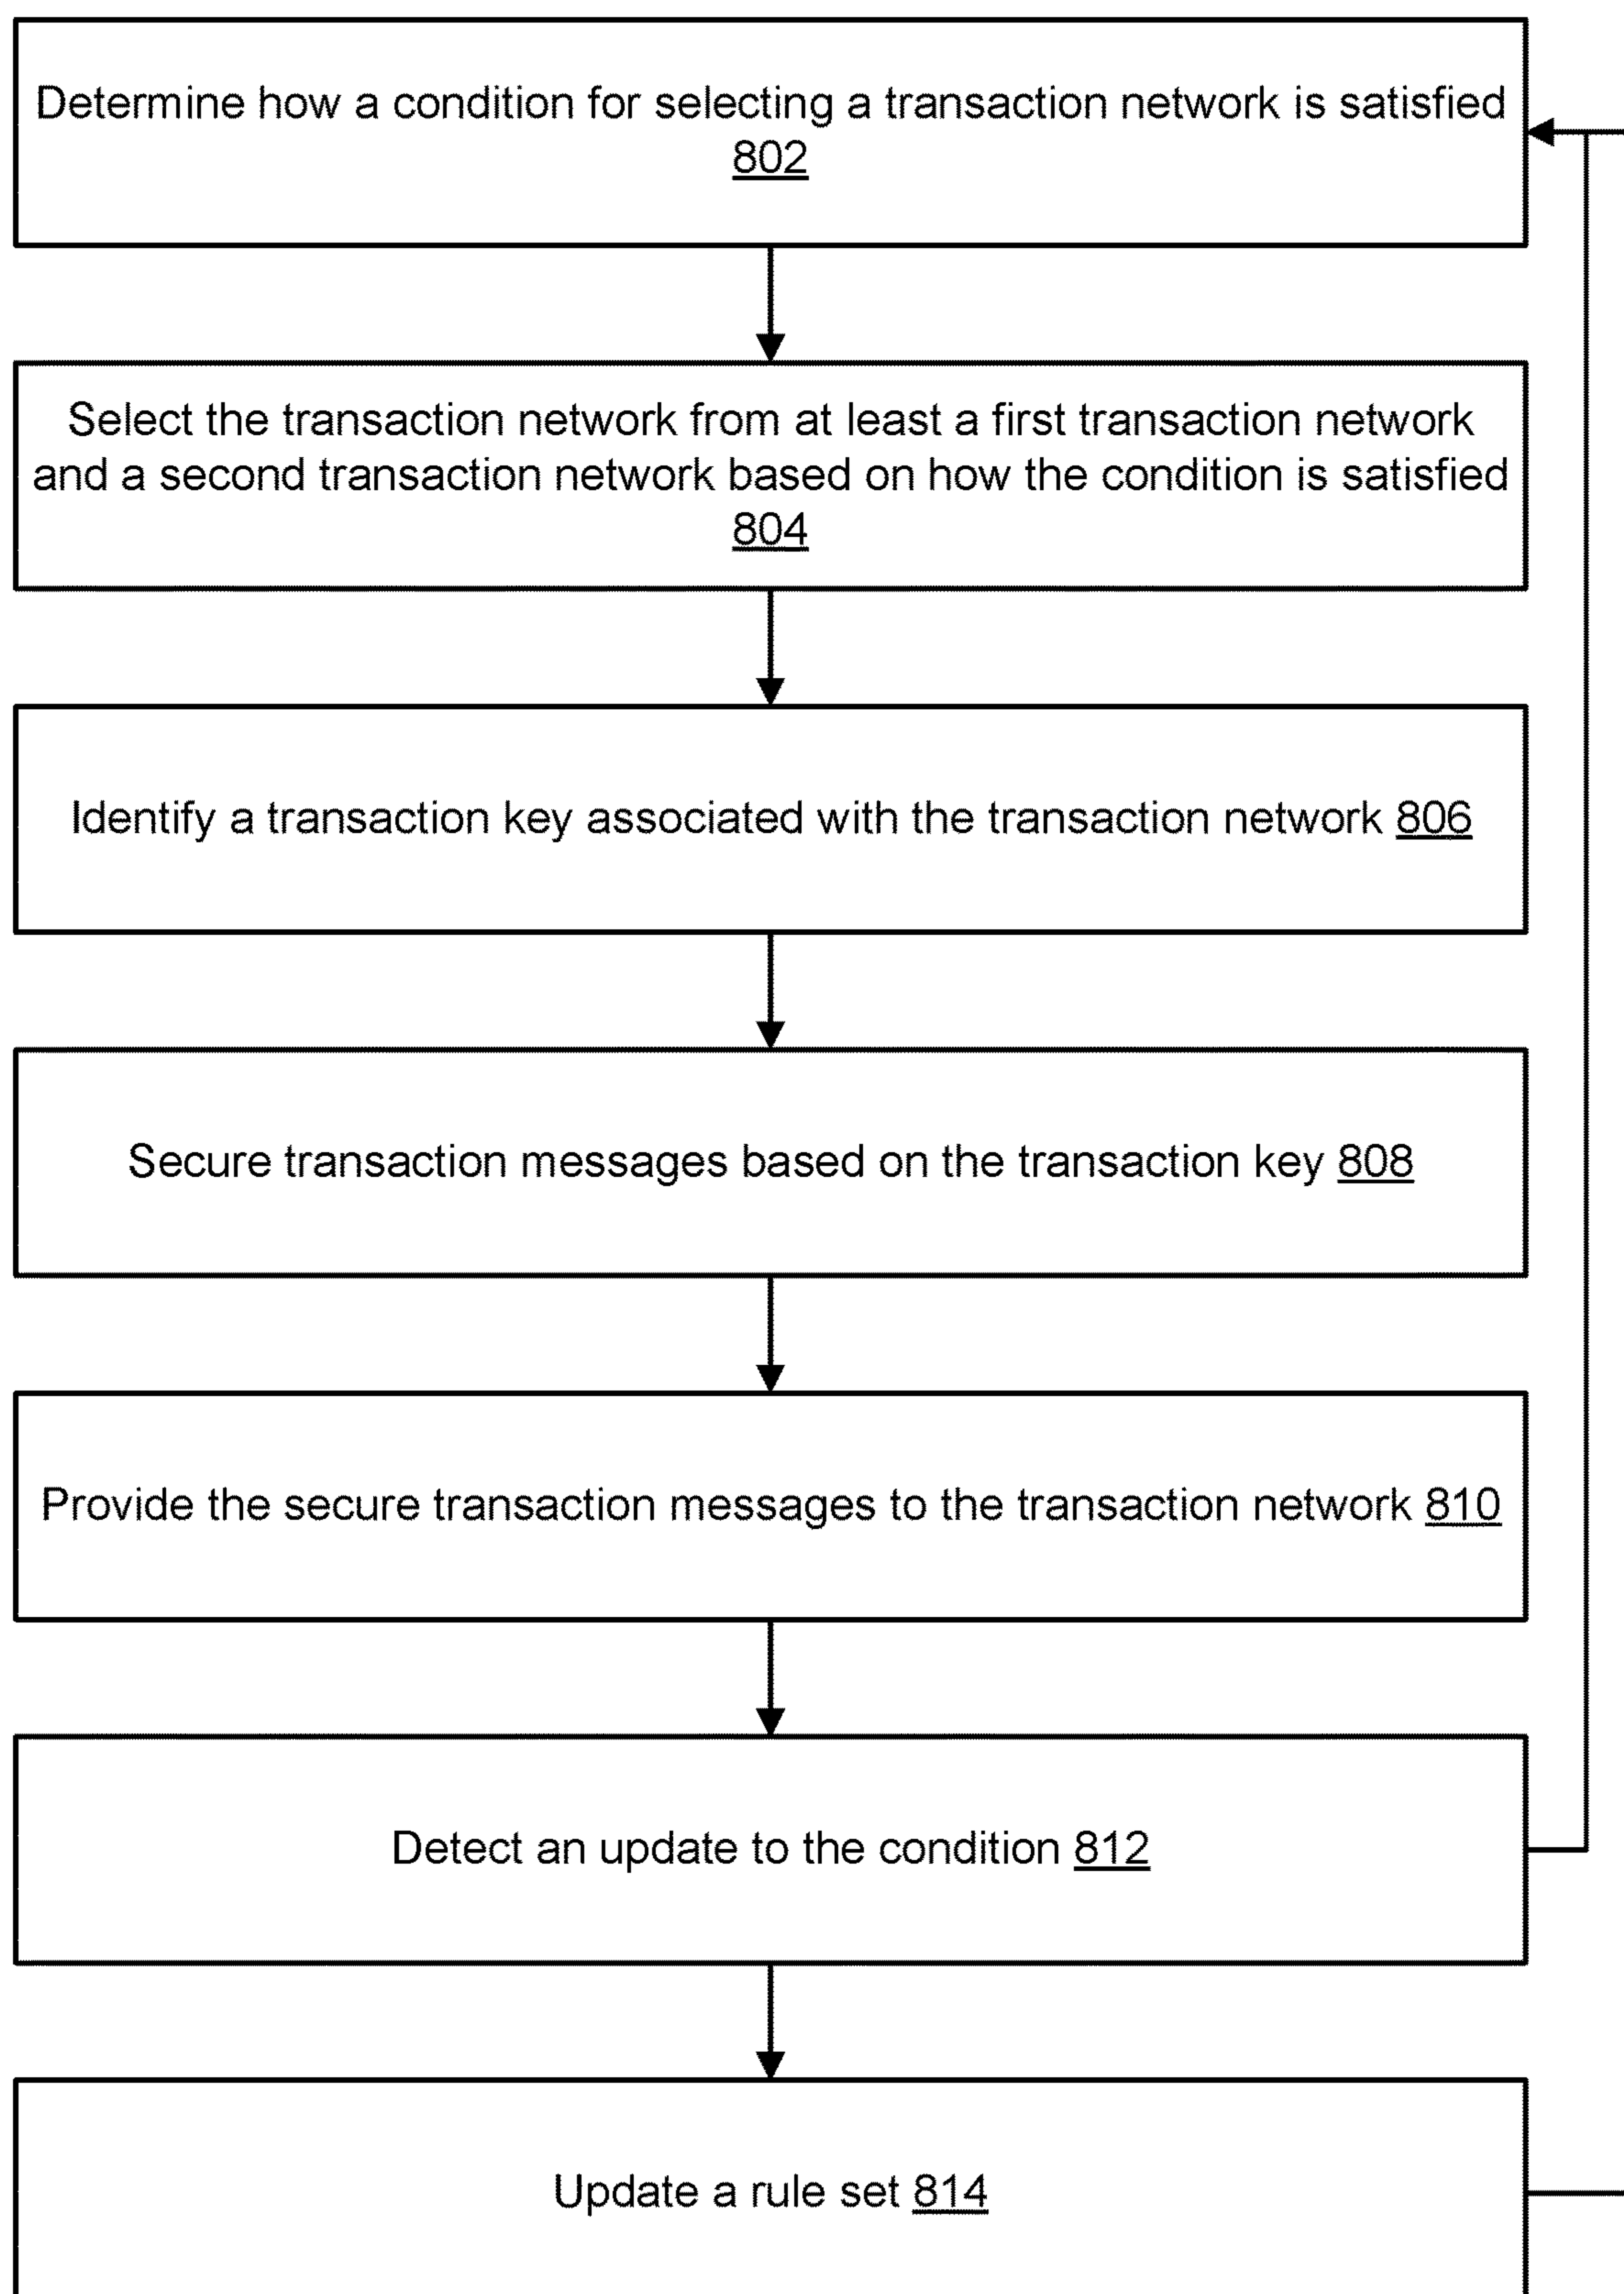 Determine how a condition for selecting a transaction network is satisfied
802
Select the transaction network from at least a first transaction network
and a second transaction network based on how the condition is satisfied
804
Identify a transaction key associated with the transaction network 806
Secure transaction messages based on the transaction key 808
Provide the secure transaction messages to the transaction network 810
Detect an update to the condition 812
Update a rule set 814